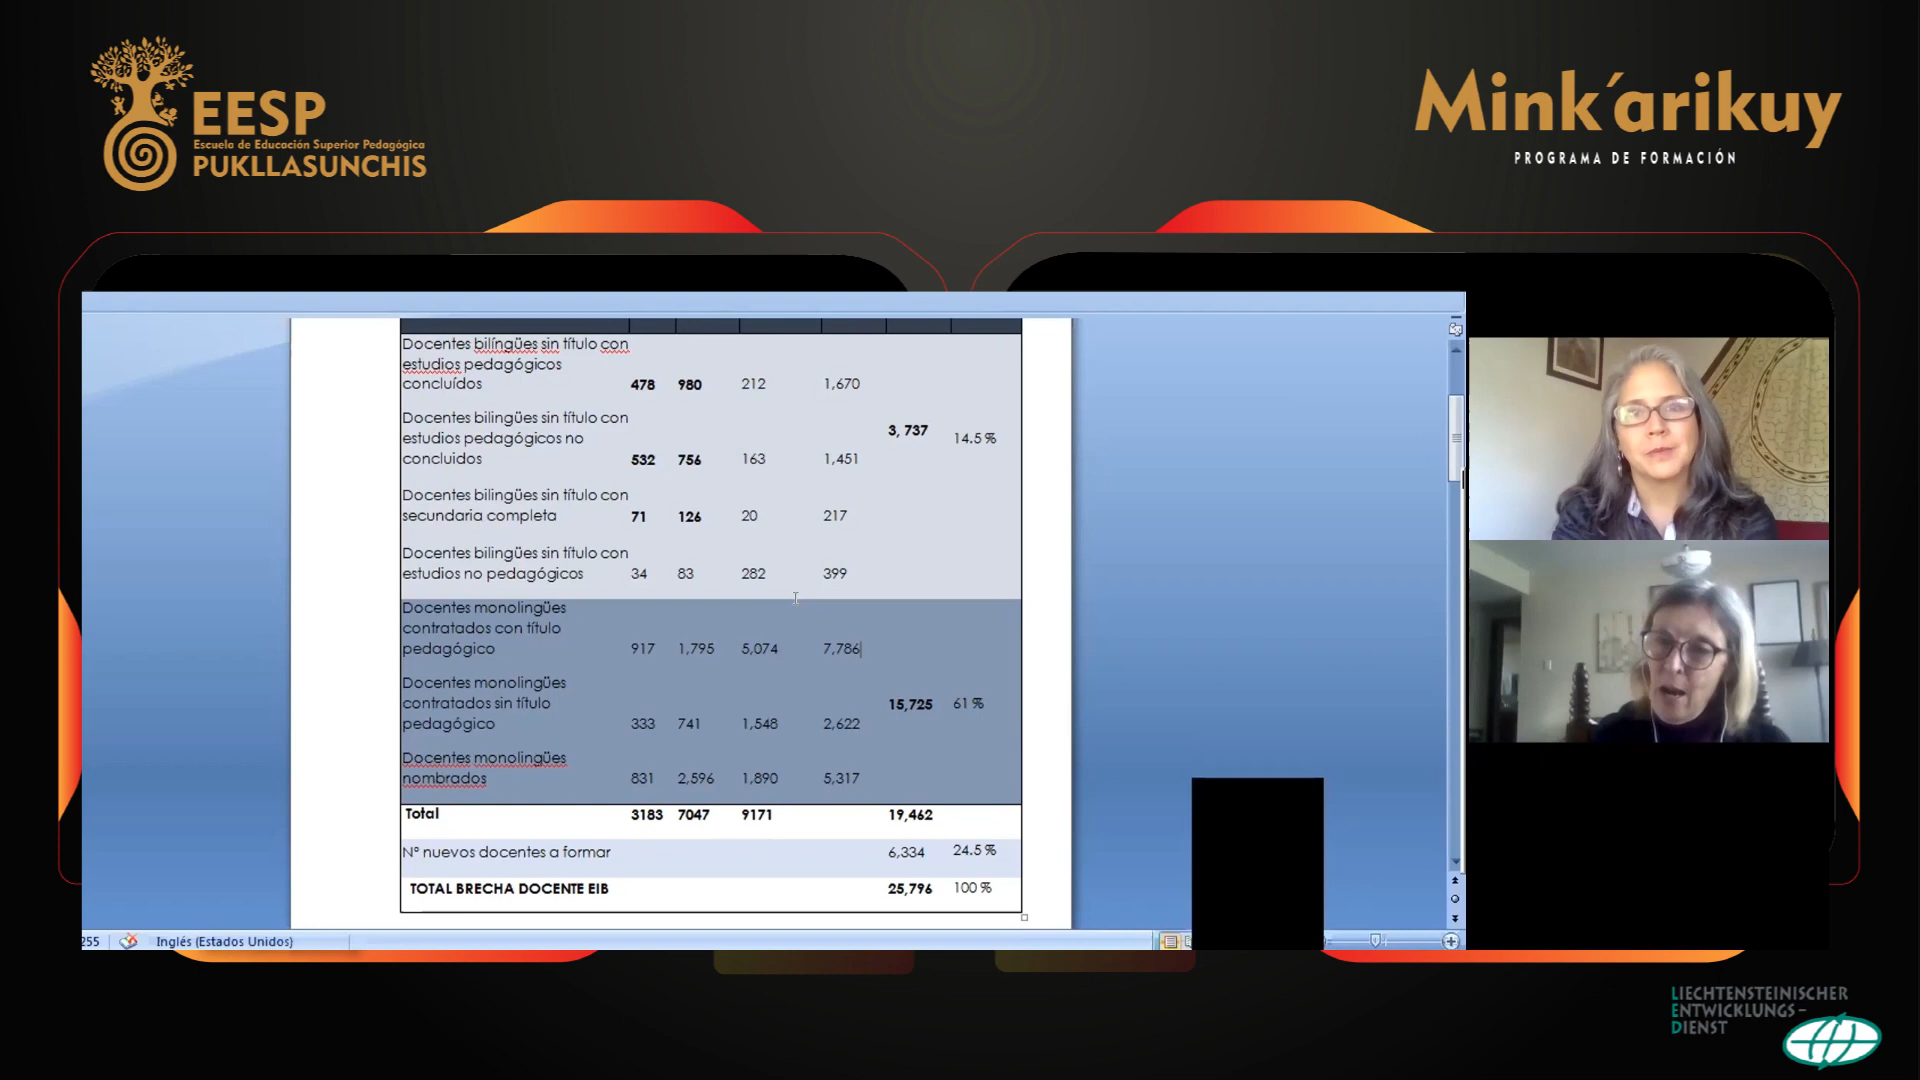 EESP
Escuela de Educación Superior Pedagógica
PUKLLASUNCHIS
Mink´arikuy
PROGRAMA DE FORMACIÓN
Docentes bilíngües sin título con
estudios pedagógicos
concluídos 478 980 212 1,670
Docentes bilingües sin título con
estudios pedagógicos no
concluidos 532 756 163 1,451
3, 737 14.5 %
Docentes bilingües sin título con
secundaria completa 71 126 20 217
Docentes bilingües sin título con
estudios no pedagógicos 34 83 282 399
Docentes monolingües
contratados con título
pedagógico 917 1,795 5,074 7,786
Docentes monolingües
contratados sin título
pedagógico 333 741 1,548 2,622
15,725 61 %
Docentes monolingües
nombrados 831 2,596 1,890 5,317
Total 3183 7047 9171 19,462
Nº nuevos docentes a formar 6,334 24.5 %
TOTAL BRECHA DOCENTE EIB 25,796 100 %
255 Inglés (Estados Unidos)
LIECHTENSTEINISCHER
ENTWICKLUNGS-
DIENST